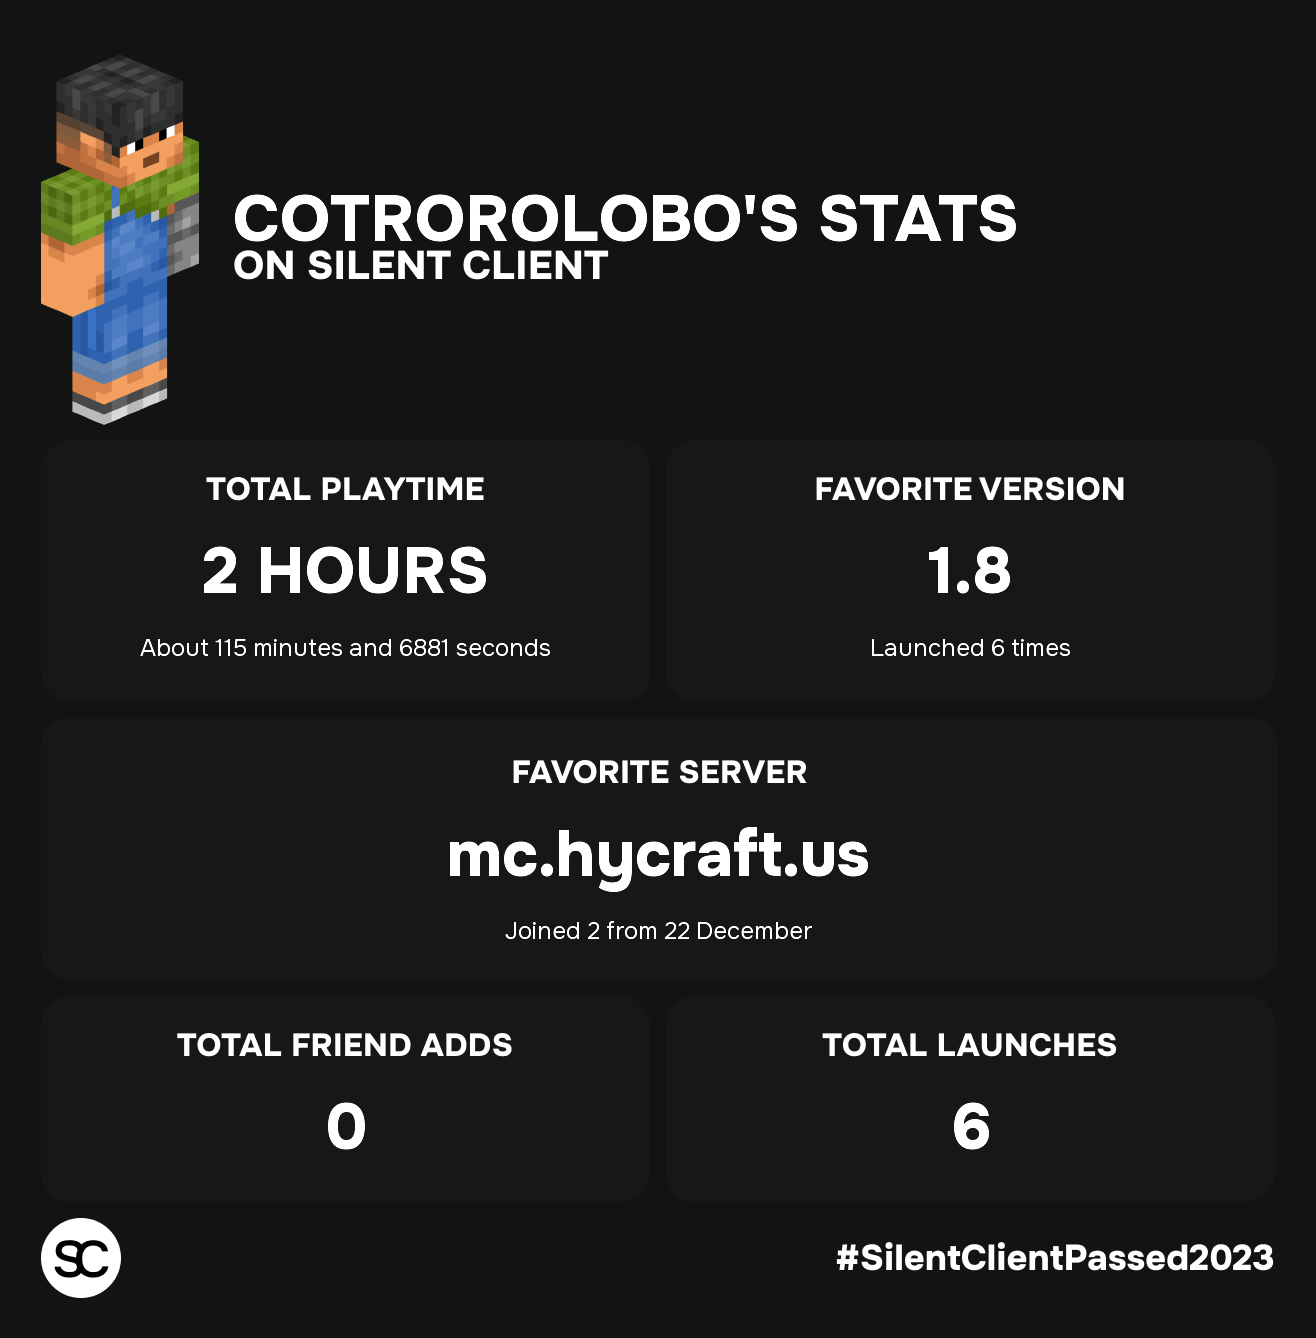 COTROROLOBO'S STATS
ON SILENT CLIENT
TOTAL PLAYTIME
2 HOURS
About 115 minutes and 6881 seconds
FAVORITE VERSION
1.8
Launched 6 times
FAVORITE SERVER
mc.hycraft.us
Joined 2 from 22 December
TOTAL FRIEND ADDS
0
TOTAL LAUNCHES
6
SC
#SilentClientPassed2023